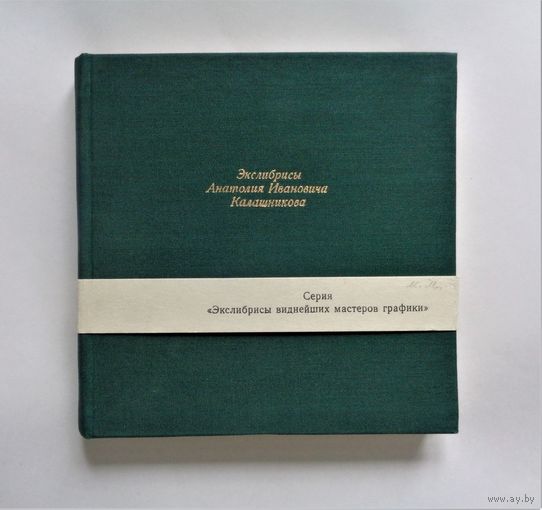 Экслибрисы
Анатолия Ивановича
Калашникова
Серия
«Экслибрисы виднейших мастеров графики»
www.ay.by